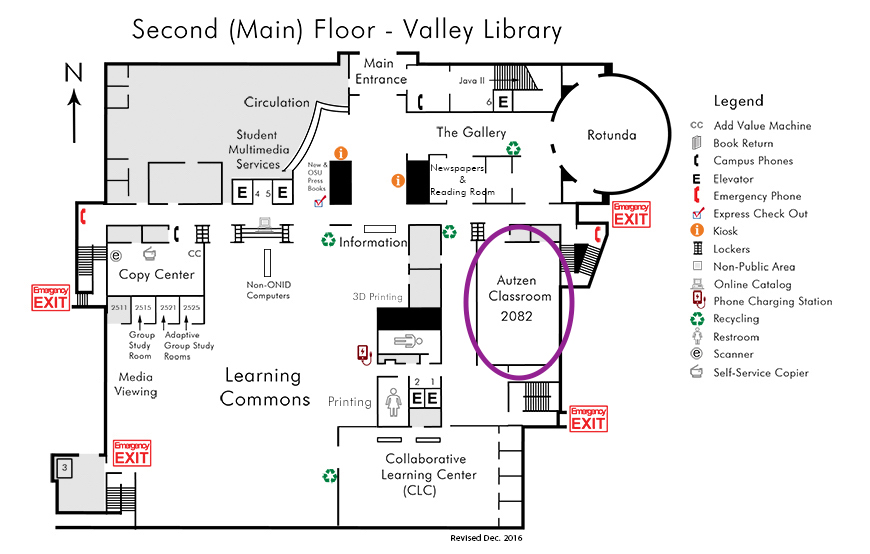 Second (Main) Floor - Valley Library
N
Main
Entrance
Java II
6 E
Circulation
The Gallery
Rotunda
Student
Multimedia
Services
New &
OSU
Press
Books
i
i
Newspapers
&
Reading Room
E 4 5 E
Emergency
EXIT
Information
CC
e
Copy Center
Non-ONID
Computers
3D Printing
Autzen
Classroom
2082
Emergency
EXIT
2511 2515 2521 2525
Group
Study
Room
Adaptive
Group Study
Rooms
Media
Viewing
Learning
Commons
Printing
2 1
E E
Emergency
EXIT
Emergency
EXIT
3
Collaborative
Learning Center
(CLC)
Revised Dec. 2016
Legend
CC Add Value Machine
Book Return
Campus Phones
E Elevator
Emergency Phone
Express Check Out
i Kiosk
Lockers
Non-Public Area
Online Catalog
Phone Charging Station
Recycling
Restroom
e Scanner
Self-Service Copier